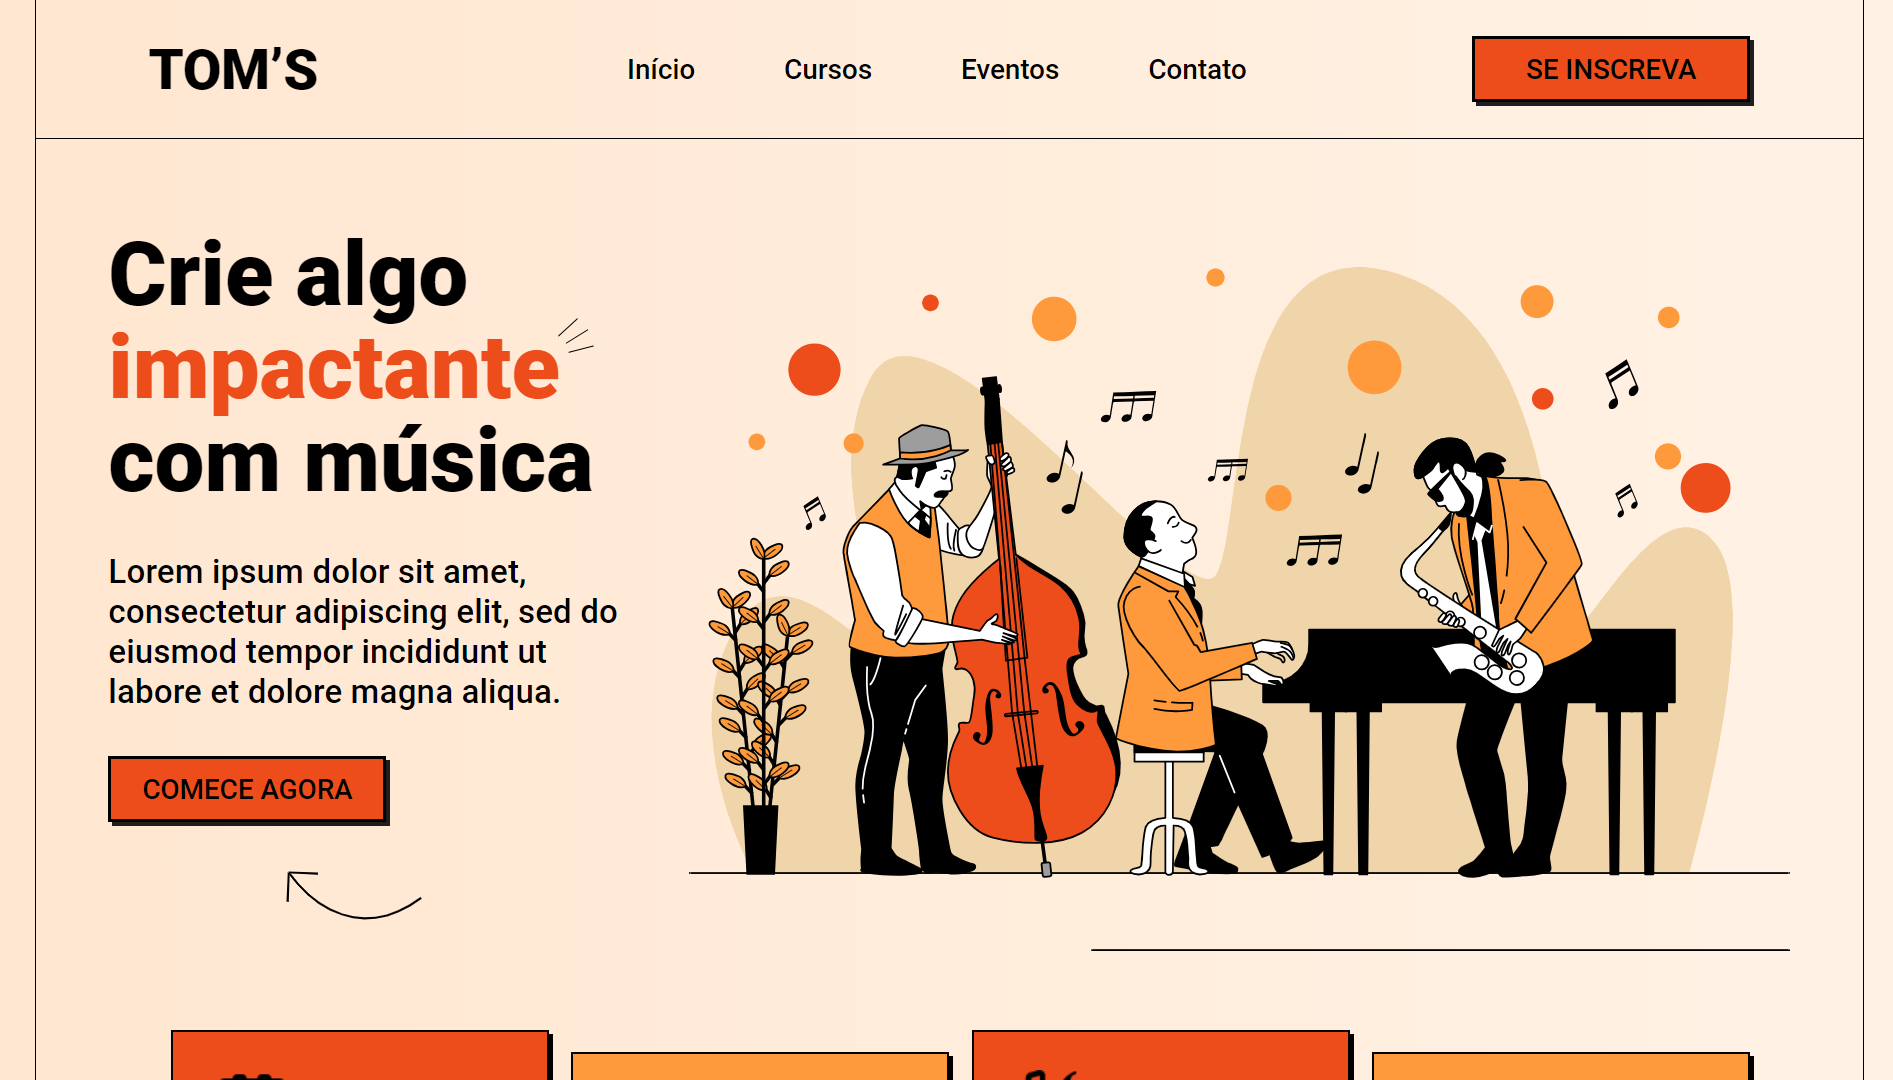 TOM’S
Início
Cursos
Eventos
Contato
SE INSCREVA
Crie algo
impactante
com música
Lorem ipsum dolor sit amet,
consectetur adipiscing elit, sed do
eiusmod tempor incididunt ut
labore et dolore magna aliqua.
COMECE AGORA